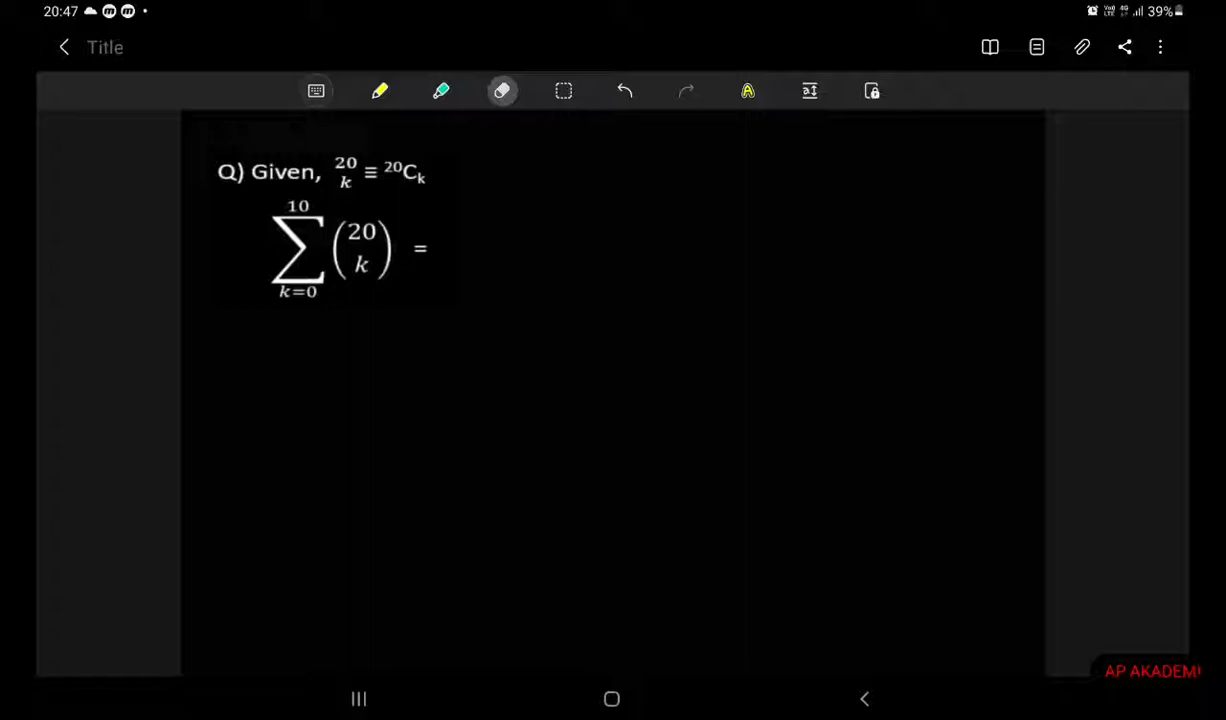 20:47 39%
Title
Q) Given, 20 k ≡ ²⁰Cₖ
10
∑ (20 k) =
k=0
AP AKADEMI